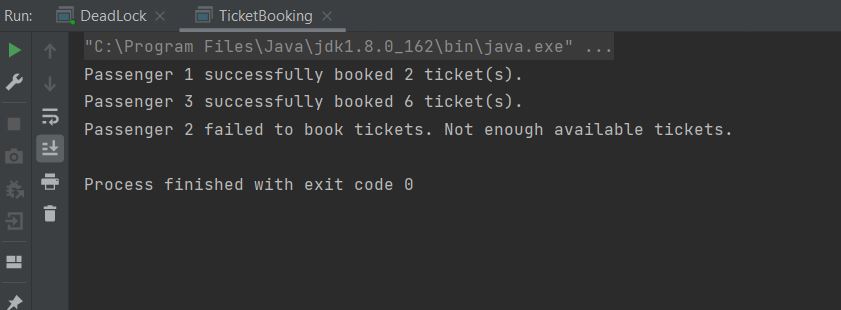 Run: DeadLock TicketBooking
"C:\Program Files\Java\jdk1.8.0_162\bin\java.exe" ...
Passenger 1 successfully booked 2 ticket(s).
Passenger 3 successfully booked 6 ticket(s).
Passenger 2 failed to book tickets. Not enough available tickets.
Process finished with exit code 0